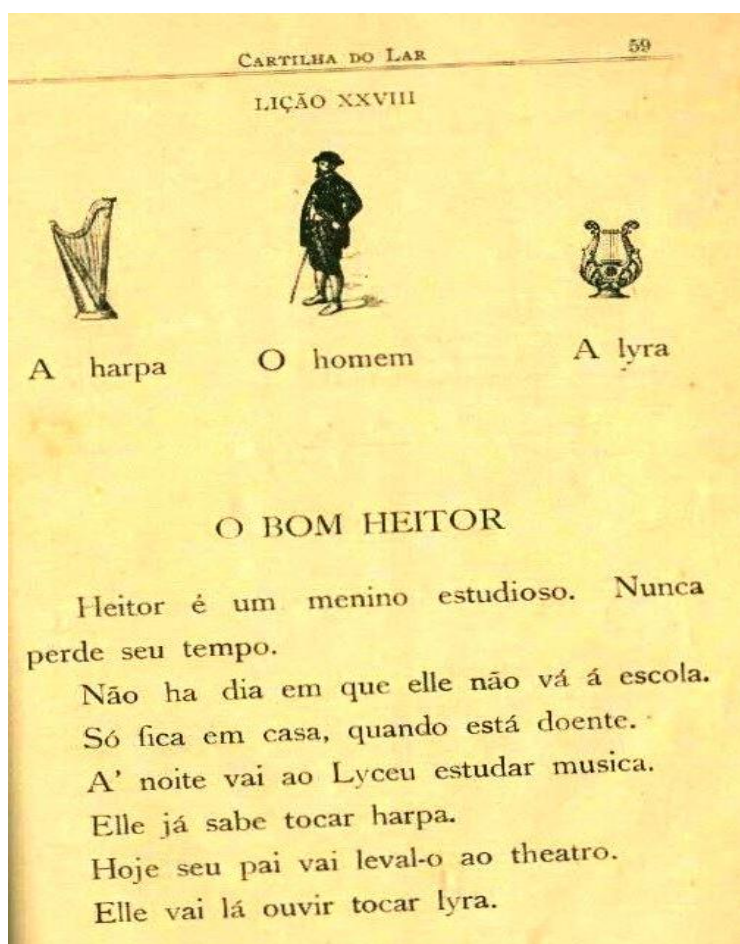 CARTILHA DO LAR 59
LIÇÃO XXVIII
A harpa O homem A lyra
O BOM HEITOR
Heitor é um menino estudioso. Nunca
perde seu tempo.
Não ha dia em que elle não vá á escola.
Só fica em casa, quando está doente.
A' noite vai ao Lyceu estudar musica.
Elle já sabe tocar harpa.
Hoje seu pai vai leval-o ao theatro.
Elle vai lá ouvir tocar lyra.